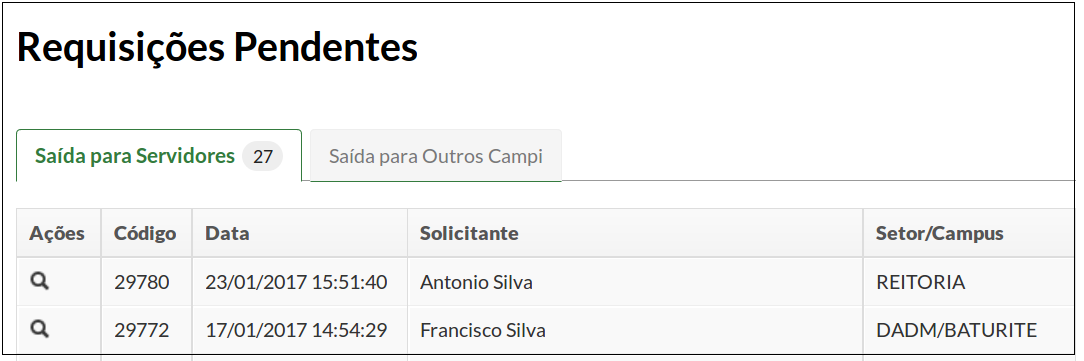 Requisições Pendentes
Saída para Servidores 27 Saída para Outros Campi
Ações Código Data Solicitante Setor/Campus
29780 23/01/2017 15:51:40 Antonio Silva REITORIA
29772 17/01/2017 14:54:29 Francisco Silva DADM/BATURITE